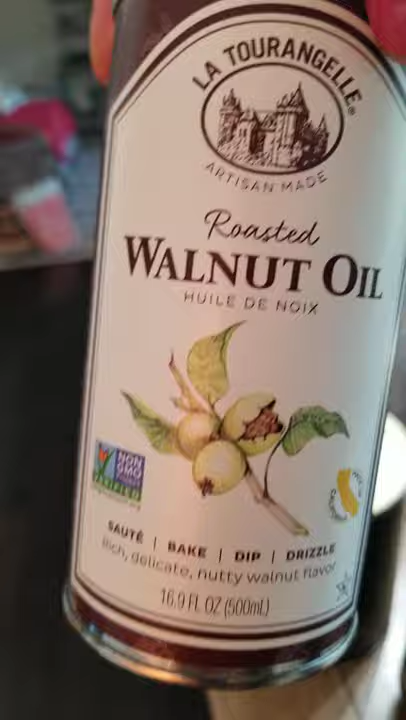 LA TOURANGELLE®
ARTISAN MADE
Roasted
WALNUT OIL
HUILE DE NOIX
NON
GMO
VERIFIED
SAUTÉ | BAKE | DIP | DRIZZLE
Rich, delicate, nutty walnut flavor
16.9 FL OZ (500mL)